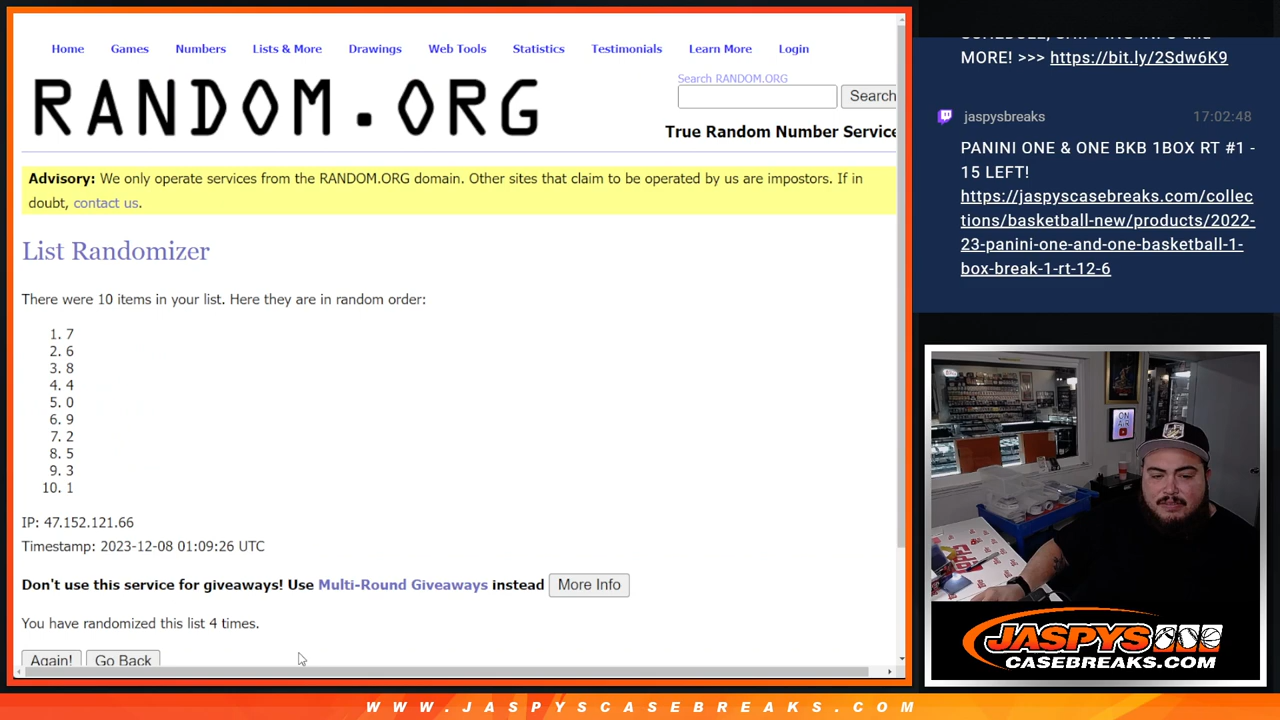 Home Games Numbers Lists & More Drawings Web Tools Statistics Testimonials Learn More Login
RANDOM.ORG
Search RANDOM.ORG
Search
True Random Number Service
Advisory: We only operate services from the RANDOM.ORG domain. Other sites that claim to be operated by us are impostors. If in
doubt, contact us.
List Randomizer
There were 10 items in your list. Here they are in random order:
1. 7
2. 6
3. 8
4. 4
5. 0
6. 9
7. 2
8. 5
9. 3
10. 1
IP: 47.152.121.66
Timestamp: 2023-12-08 01:09:26 UTC
Don't use this service for giveaways! Use Multi-Round Giveaways instead More Info
You have randomized this list 4 times.
Again! Go Back
MORE! >>> https://bit.ly/2Sdw6K9
jaspysbreaks 17:02:48
PANINI ONE & ONE BKB 1BOX RT #1 -
15 LEFT!
https://jaspyscasebreaks.com/collec
tions/basketball-new/products/2022-
23-panini-one-and-one-basketball-1-
box-break-1-rt-12-6
ON
AIR
JASPYS
CASEBREAKS.COM
WWW.JASPYSCASEBREAKS.COM